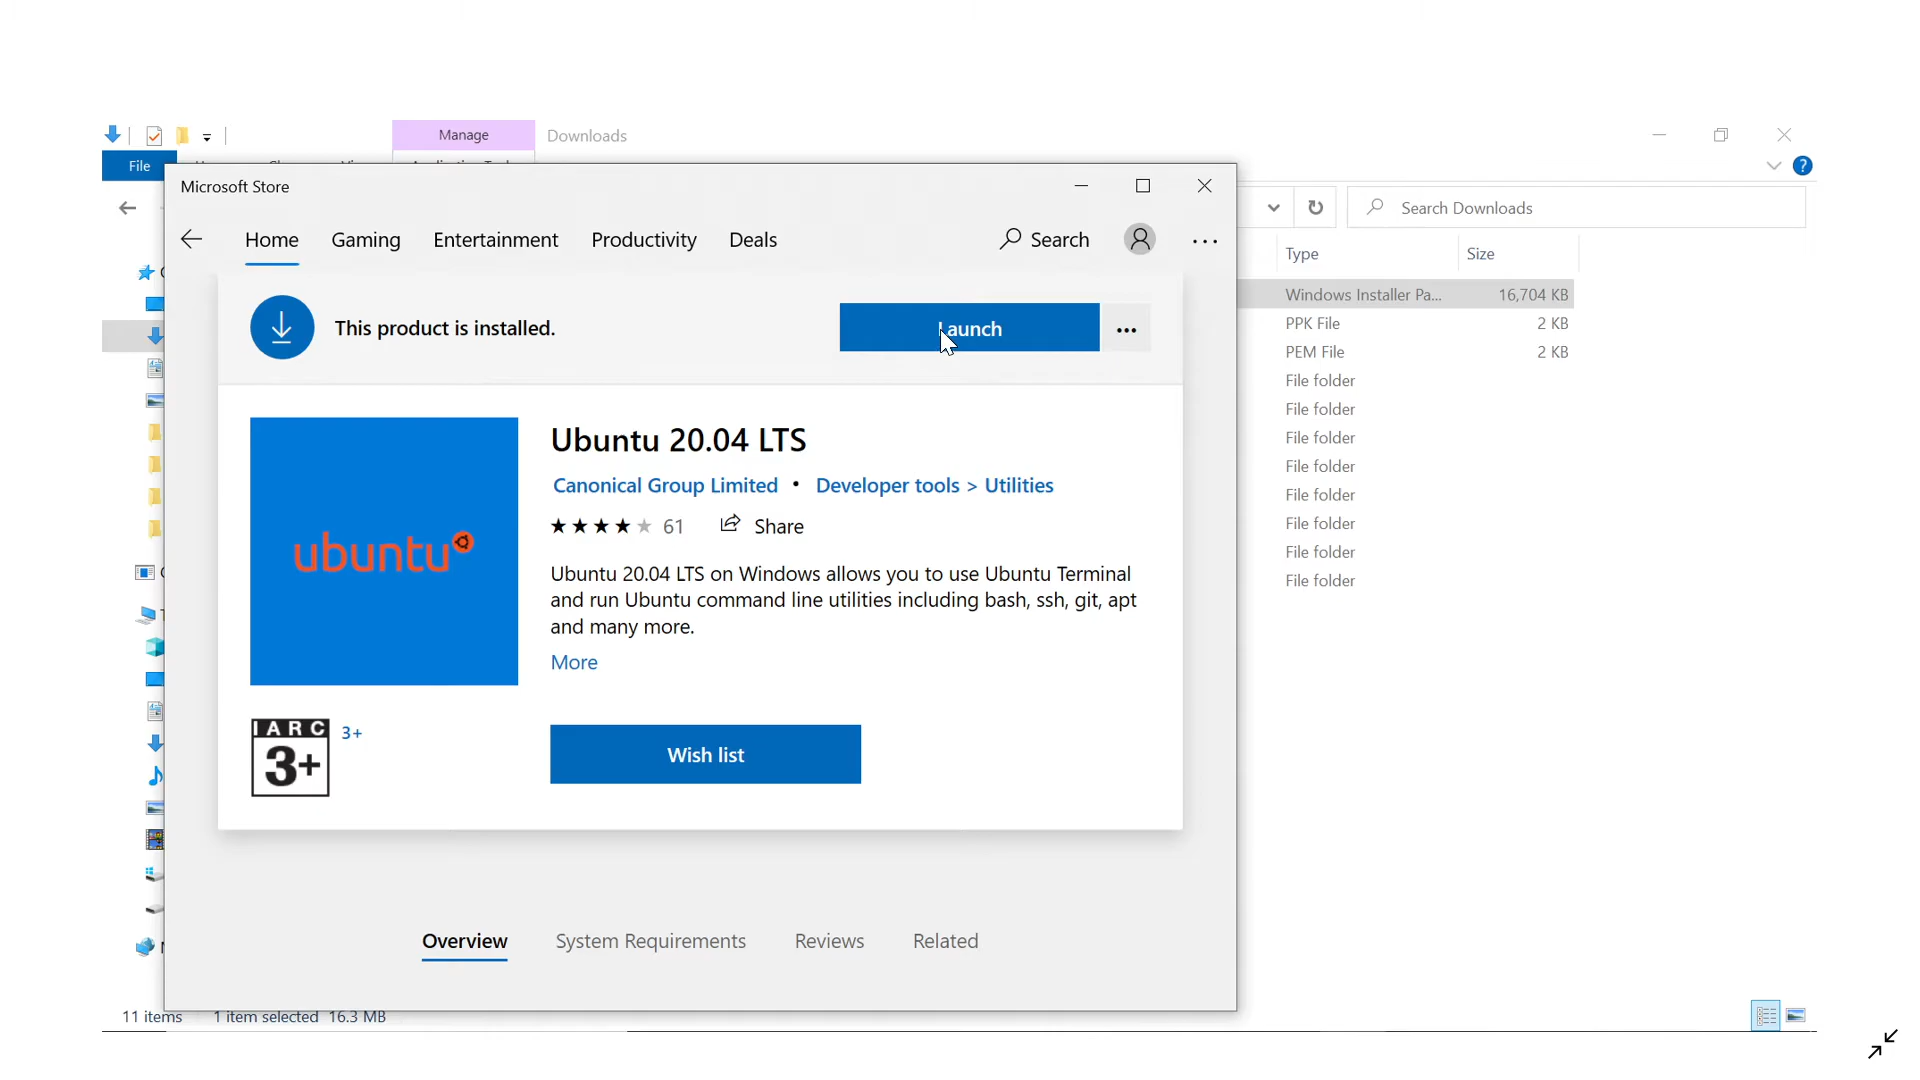 Manage
Downloads
File
Microsoft Store
Home
Gaming
Entertainment
Productivity
Deals
Search
Search Downloads
Type
Size
This product is installed.
Launch
Windows Installer Pa...
16,704 KB
PPK File
2 KB
PEM File
2 KB
File folder
File folder
File folder
File folder
File folder
File folder
File folder
File folder
Ubuntu 20.04 LTS
Canonical Group Limited • Developer tools > Utilities
61
Share
ubuntu
Ubuntu 20.04 LTS on Windows allows you to use Ubuntu Terminal
and run Ubuntu command line utilities including bash, ssh, git, apt
and many more.
More
IARC
3+
3+
Wish list
Overview
System Requirements
Reviews
Related
11 items
1 item selected 16.3 MB